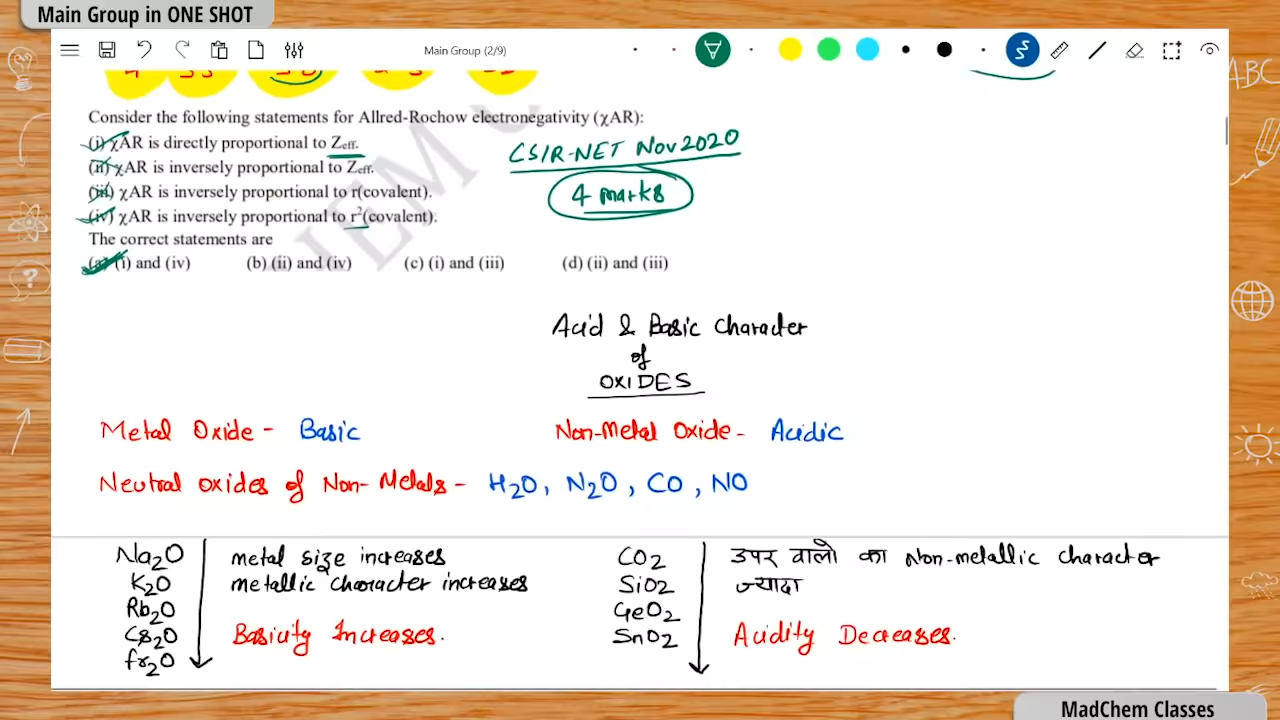 Main Group in ONE SHOT
Main Group (2/9)
Consider the following statements for Allred-Rochow electronegativity (χAR):
(i) χAR is directly proportional to Zeff.
(ii) χAR is inversely proportional to Zeff.
(iii) χAR is inversely proportional to r(covalent).
(iv) χAR is inversely proportional to r²(covalent).
CSIR-NET Nov 2020
4 marks
The correct statements are
(a) (i) and (iv) (b) (ii) and (iv) (c) (i) and (iii) (d) (ii) and (iii)
Acid & Basic Character
of
OXIDES
Metal Oxide - Basic Non-Metal Oxide - Acidic
Neutral oxides of Non-Metals - H2O, N2O, CO, NO
Na2O
K2O
Rb2O
Cs2O
Fr2O
metal size increases
metallic character increases
Basicity Increases.
CO2
SiO2
GeO2
SnO2
उपर वालो का Non-metallic character
ज्यादा
Acidity Decreases.
ABC
MadChem Classes